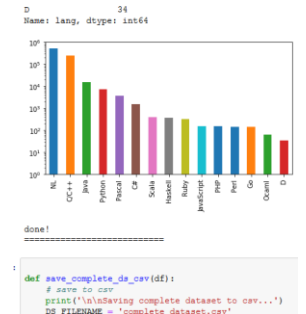 D 34
Name: lang, dtype: int64
10⁶
10⁵
10⁴
10³
10²
10¹
10⁰
NL
C/C++
Java
Python
Pascal
C#
Scala
Haskell
Ruby
JavaScript
PHP
Perl
Go
Ocaml
D
done!
===========================
:
def save_complete_ds_csv(df):
# save to csv
print('\n\nSaving complete dataset to csv...')
DS_FILENAME = 'complete_dataset.csv'